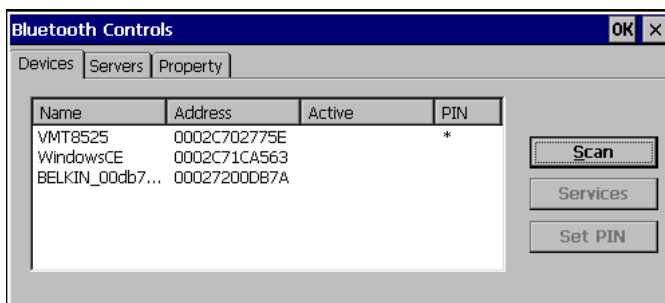 Bluetooth Controls OK ×
Devices Servers Property
Name Address Active PIN
VMT8525 0002C702775E *
WindowsCE 0002C71CA563
BELKIN_00db7... 00027200DB7A
Scan
Services
Set PIN